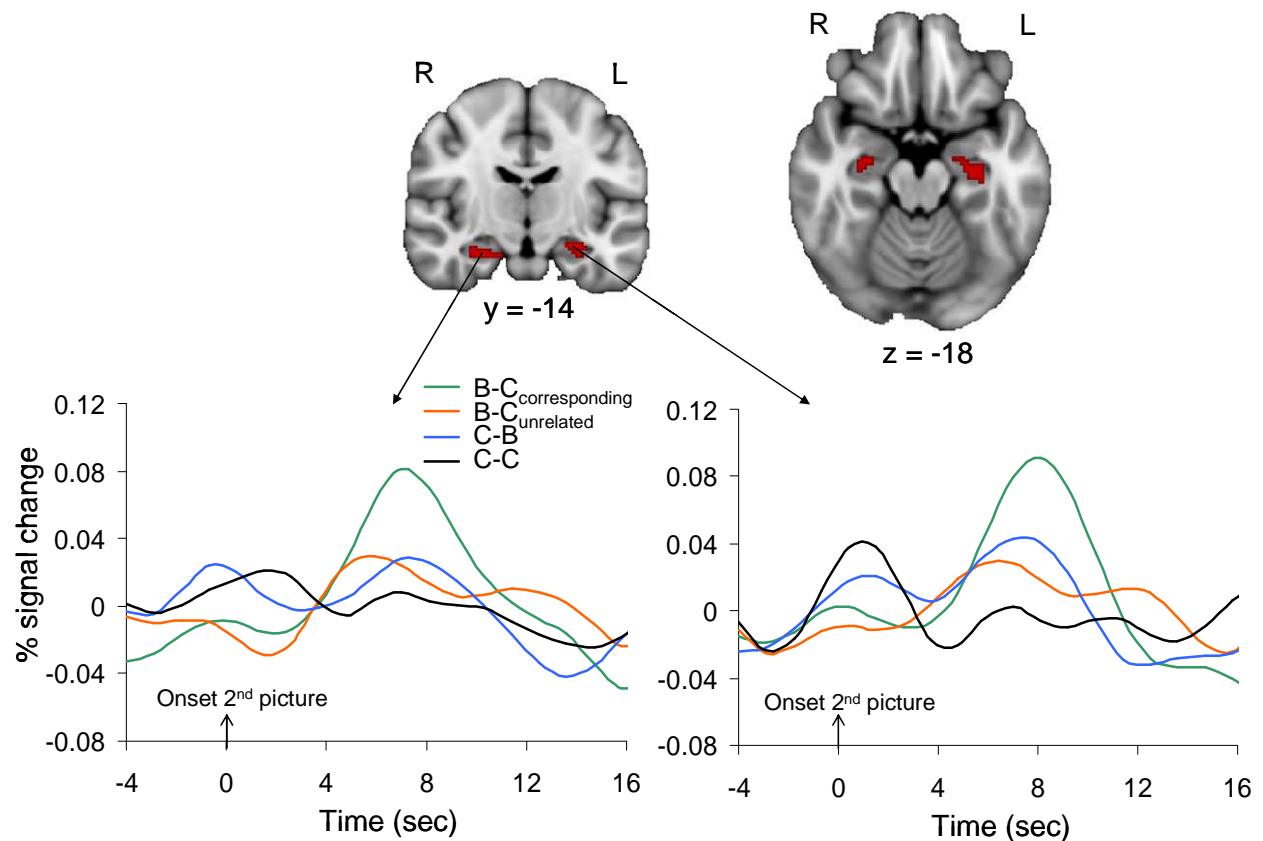 R L
R L
y = -14
z = -18
B-Ccorresponding
B-Cunrelated
C-B
C-C
% signal change
0.12
0.08
0.04
0
-0.04
-0.08
Onset 2nd picture
-4 0 4 8 12 16
Time (sec)
0.12
0.08
0.04
0
-0.04
-0.08
Onset 2nd picture
-4 0 4 8 12 16
Time (sec)